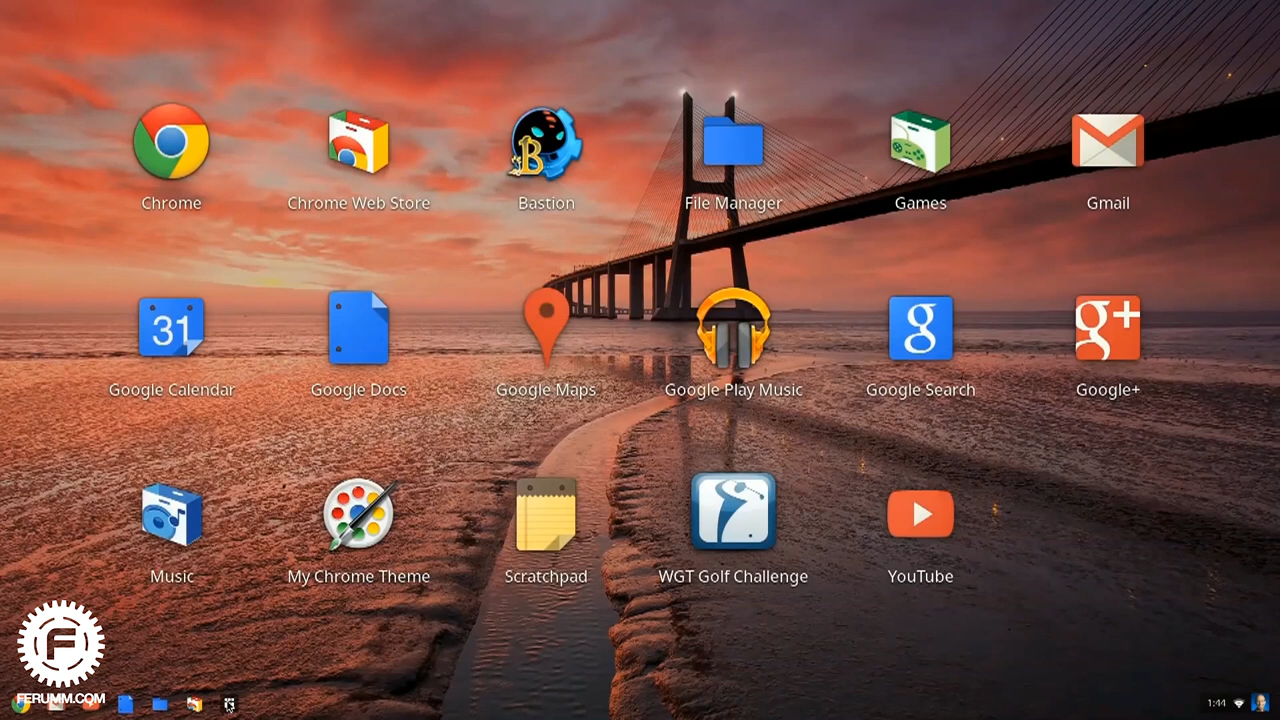 Chrome
Chrome Web Store
B
Bastion
File Manager
Games
Gmail
31
Google Calendar
Google Docs
Google Maps
Google Play Music
g
Google Search
g+
Google+
Music
My Chrome Theme
Scratchpad
WGT Golf Challenge
YouTube
F
FERUMM.COM
1:44